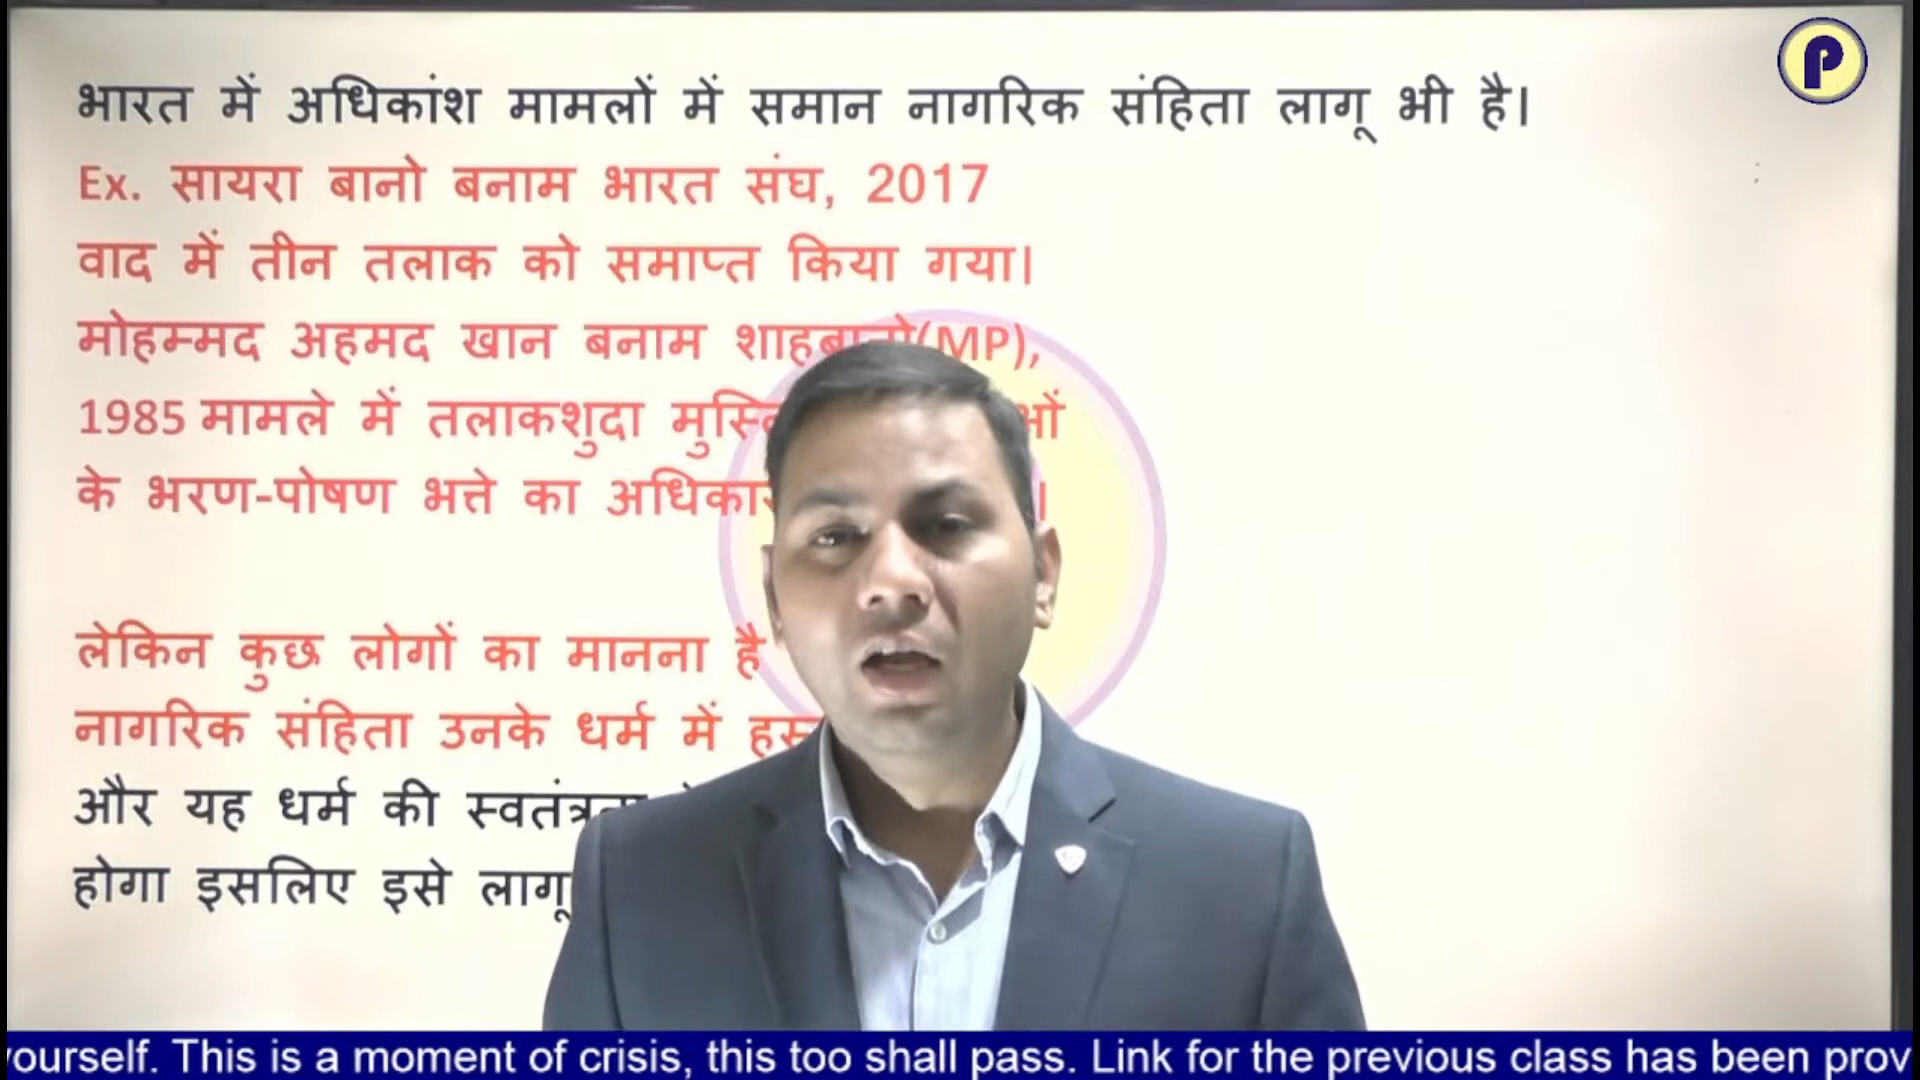 भारत में अधिकांश मामलों में समान नागरिक संहिता लागू भी है।
Ex. सायरा बानो बनाम भारत संघ, 2017
वाद में तीन तलाक को समाप्त किया गया।
मोहम्मद अहमद खान बनाम शाहबानो(MP),
1985 मामले में तलाकशुदा
के भरण-पोषण भत्ते का
लेकिन कुछ लोगों का मानना है
नागरिक संहिता उनके धर्म में
और यह धर्म की
होगा इसलिए इसे लागू
This is a moment of crisis, this too shall pass. Link for the previous class has been
P